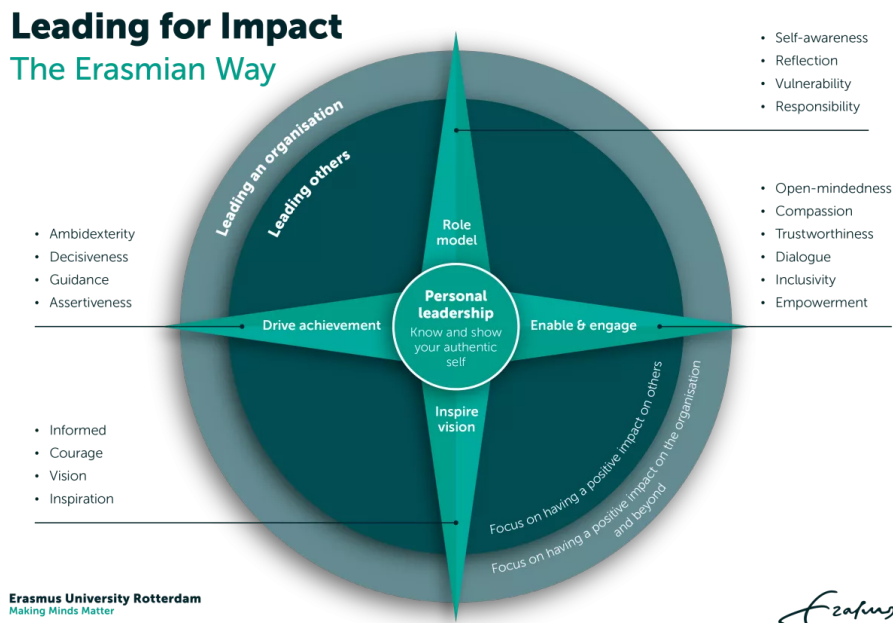 Leading for Impact
The Erasmian Way
• Self-awareness
• Reflection
• Vulnerability
• Responsibility
Leading an organisation
Leading others
• Open-mindedness
• Compassion
• Trustworthiness
• Dialogue
• Inclusivity
• Empowerment
• Ambidexterity
• Decisiveness
• Guidance
• Assertiveness
Role
model
Personal
leadership
Know and show
your authentic
self
Drive achievement
Enable & engage
Inspire
vision
• Informed
• Courage
• Vision
• Inspiration
Focus on having a positive impact on others
Focus on having a positive impact on the organisation
and beyond
Erasmus University Rotterdam
Making Minds Matter
Erasmus